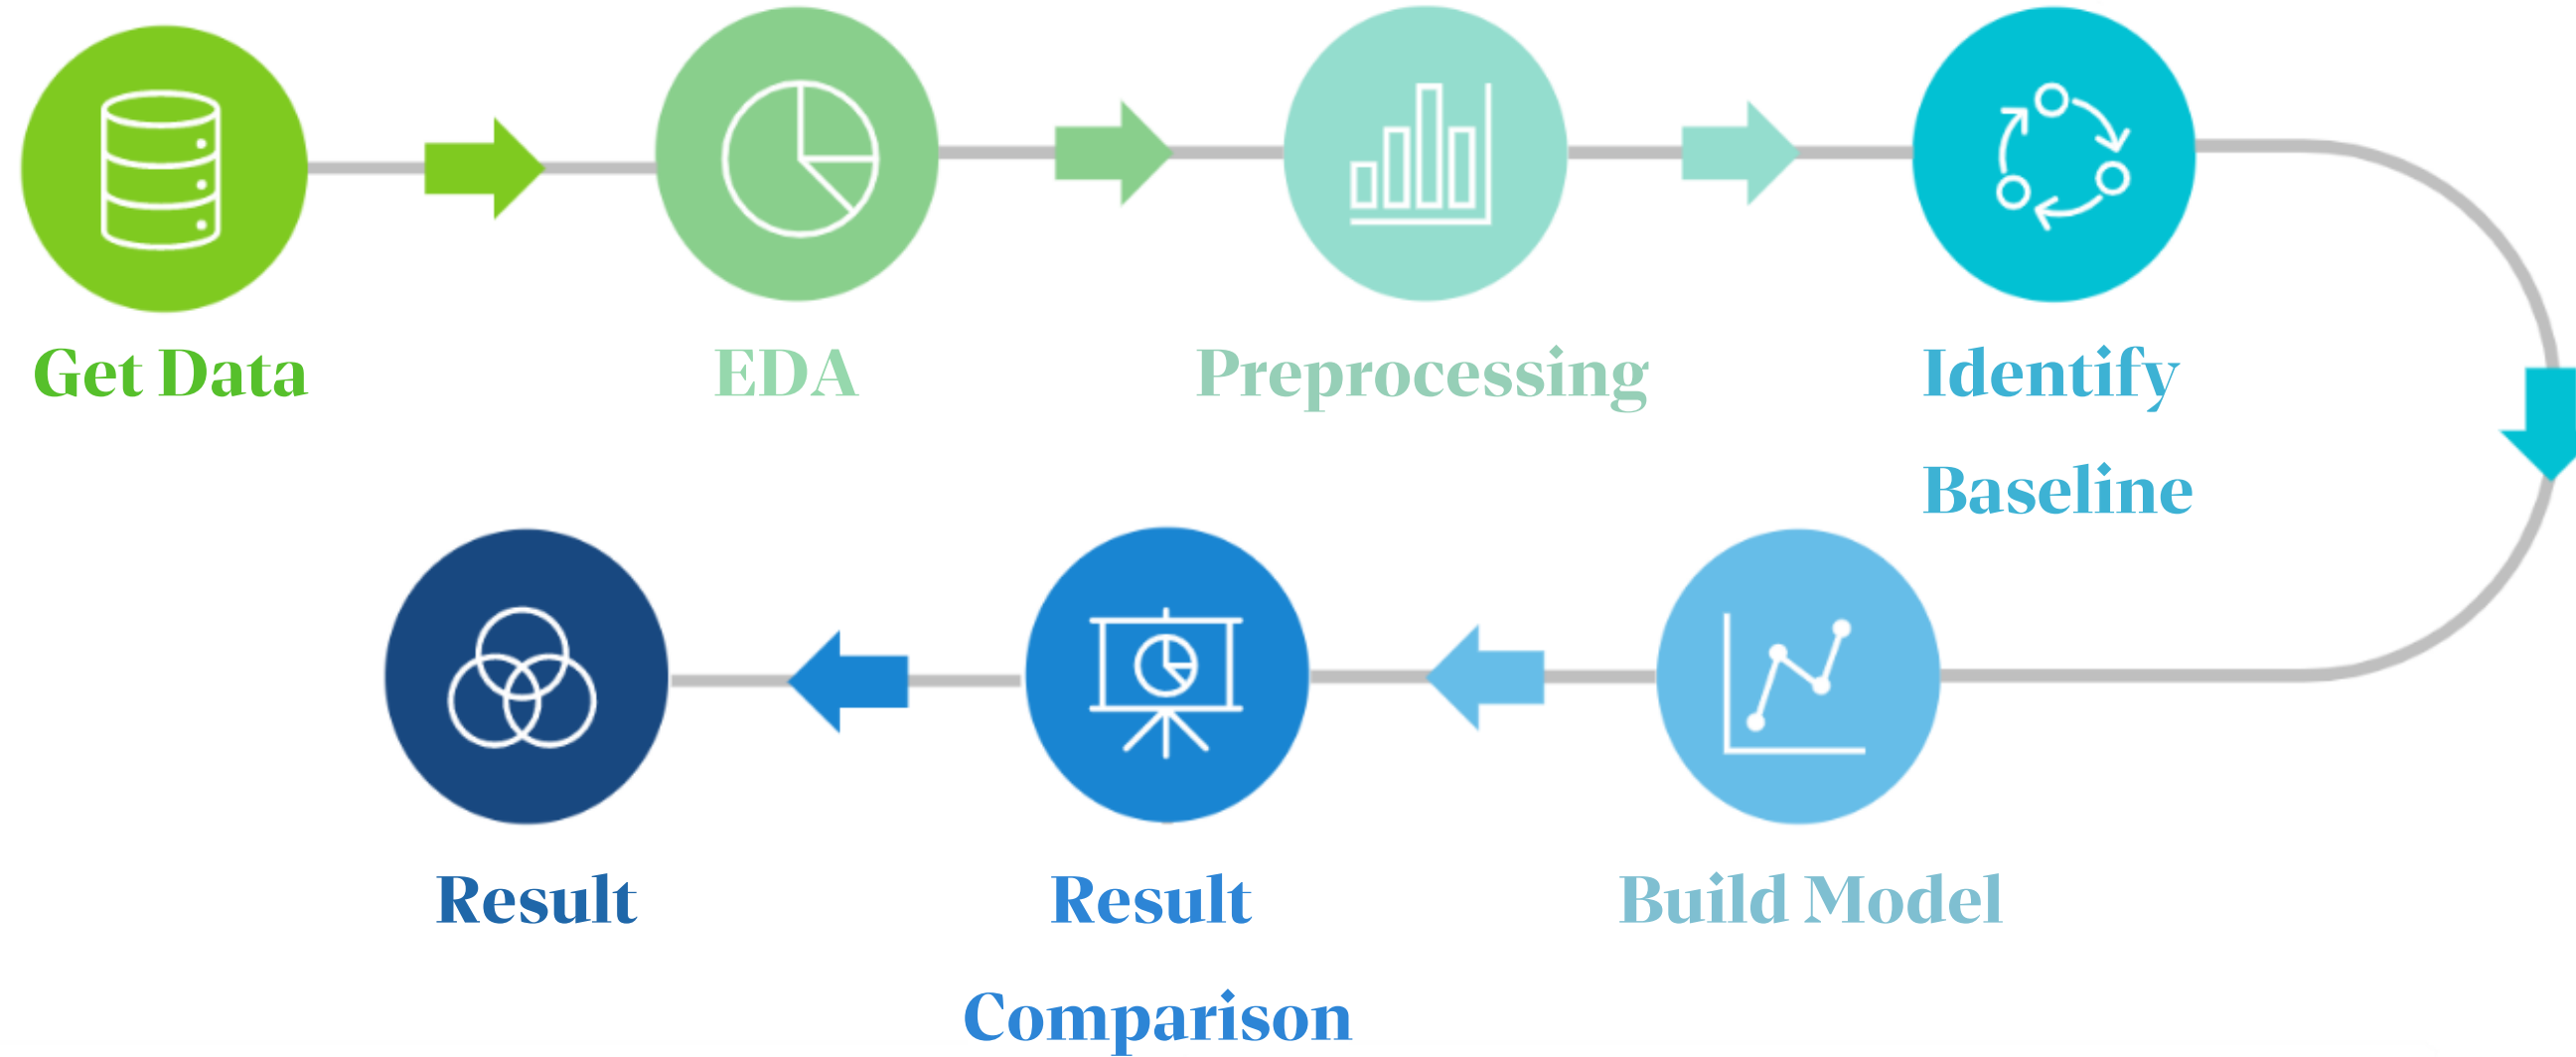 Get Data
EDA
Preprocessing
Identify
Baseline
Result
Result
Comparison
Build Model